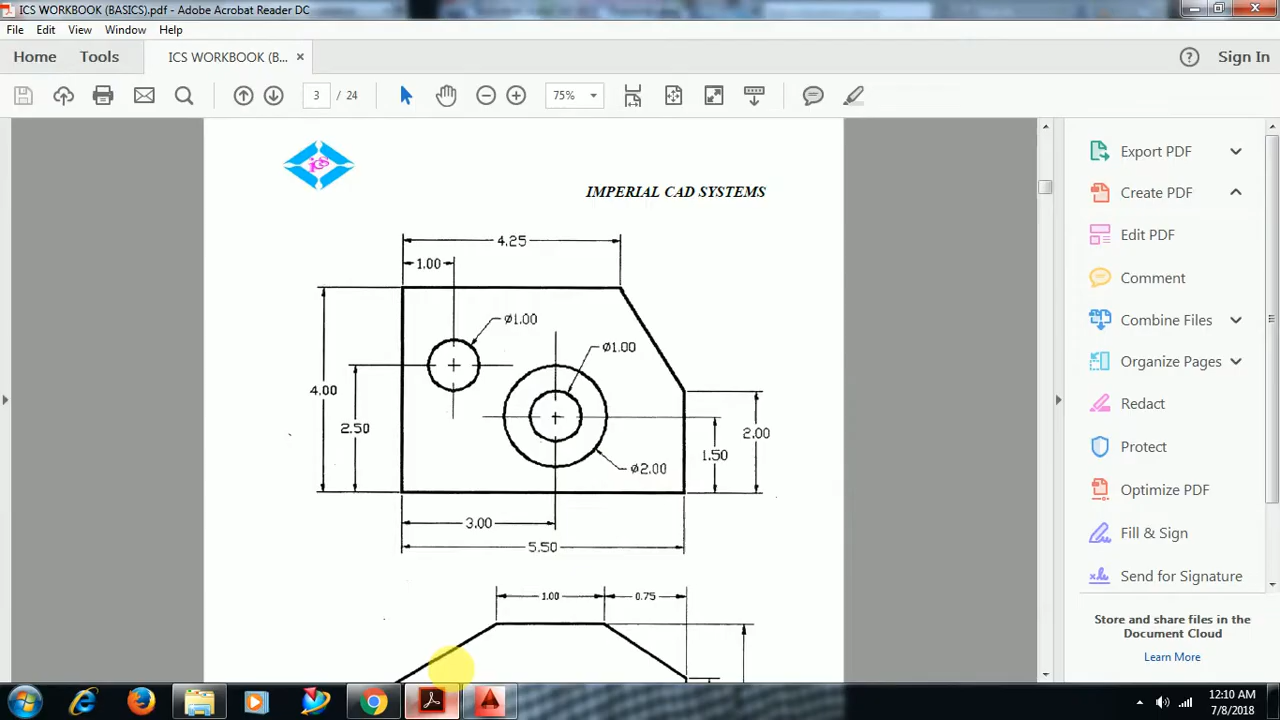 ICS WORKBOOK (BASICS).pdf - Adobe Acrobat Reader DC
File Edit View Window Help
Home Tools ICS WORKBOOK (B... × Sign In
3 / 24 75%
ics
IMPERIAL CAD SYSTEMS
4.25
1.00
ø1.00
ø1.00
4.00
2.50
2.00
1.50
ø2.00
3.00
5.50
1.00 0.75
Export PDF
Create PDF
Edit PDF
Comment
Combine Files
Organize Pages
Redact
Protect
Optimize PDF
Fill & Sign
Send for Signature
Store and share files in the
Document Cloud
Learn More
12:10 AM
7/8/2018